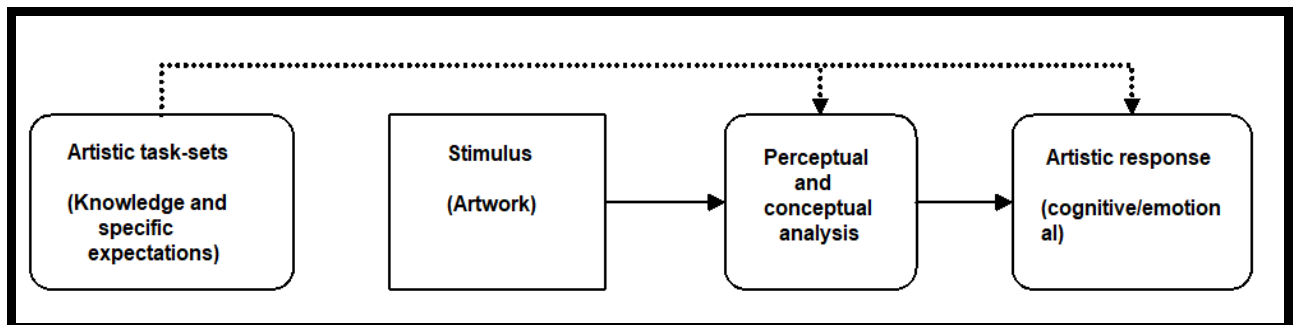 Artistic task-sets
(Knowledge and
specific
expectations)
Stimulus
(Artwork)
Perceptual
and
conceptual
analysis
Artistic response
(cognitive/emotion
al)